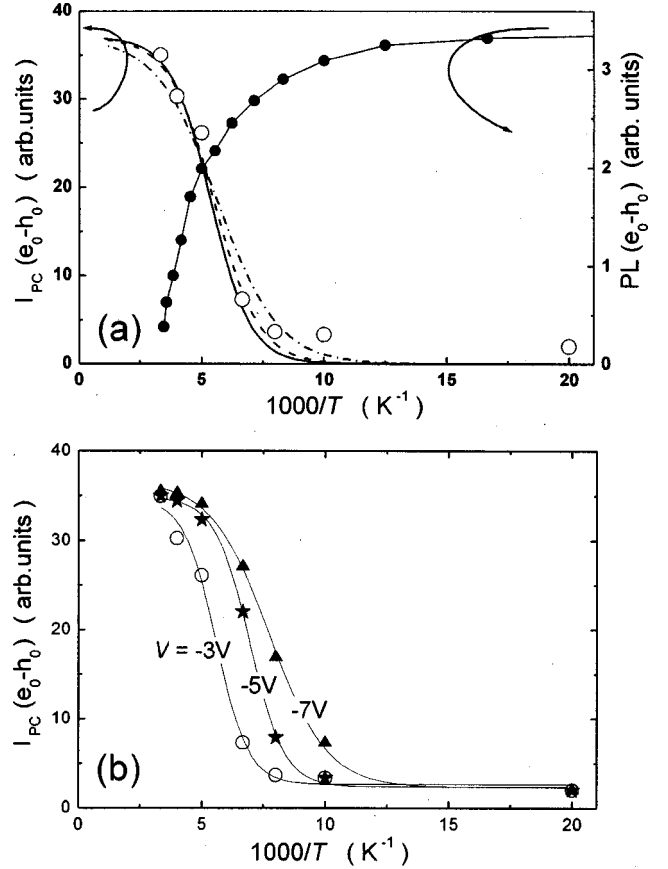 40
30
20
10
0
I_PC (e₀-h₀) ( arb.units )
3
2
1
0
PL (e₀-h₀) (arb. units)
(a)
0 5 10 15 20
1000/T ( K⁻¹ )
40
30
20
10
0
I_PC (e₀-h₀) ( arb.units )
V = -3V
-5V
-7V
(b)
0 5 10 15 20
1000/T ( K⁻¹ )